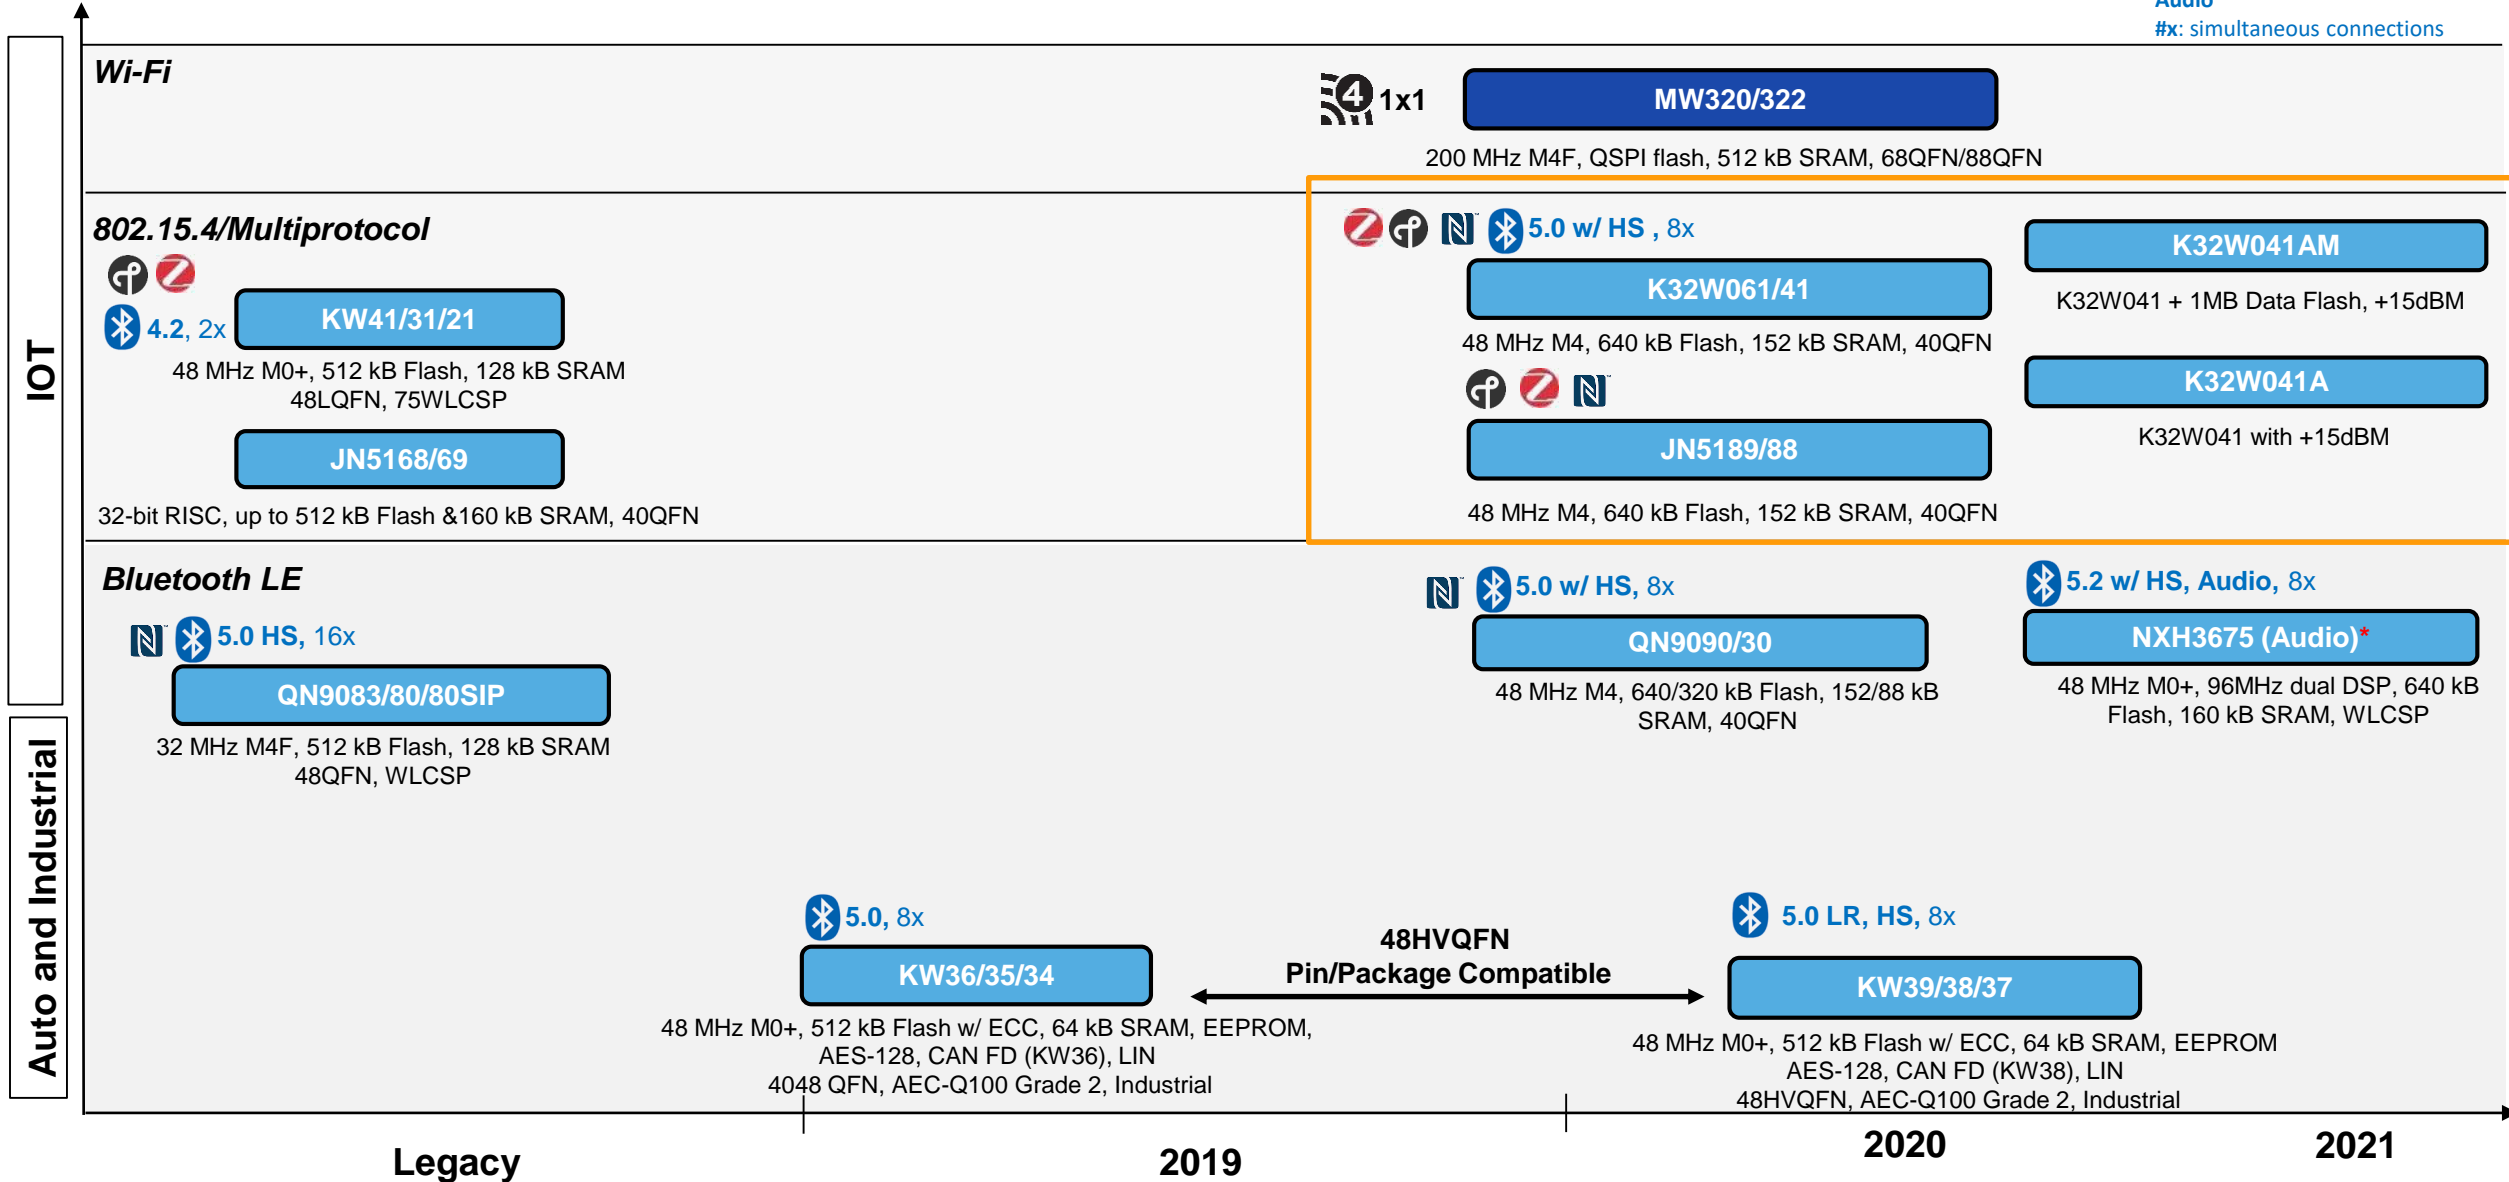 Audio
#x: simultaneous connections
IOT
Auto and Industrial
Wi-Fi
4 1x1
MW320/322
200 MHz M4F, QSPI flash, 512 kB SRAM, 68QFN/88QFN
802.15.4/Multiprotocol
4.2, 2x
KW41/31/21
48 MHz M0+, 512 kB Flash, 128 kB SRAM
48LQFN, 75WLCSP
JN5168/69
32-bit RISC, up to 512 kB Flash &160 kB SRAM, 40QFN
5.0 w/ HS , 8x
K32W061/41
48 MHz M4, 640 kB Flash, 152 kB SRAM, 40QFN
JN5189/88
48 MHz M4, 640 kB Flash, 152 kB SRAM, 40QFN
K32W041AM
K32W041 + 1MB Data Flash, +15dBM
K32W041A
K32W041 with +15dBM
Bluetooth LE
5.0 HS, 16x
QN9083/80/80SIP
32 MHz M4F, 512 kB Flash, 128 kB SRAM
48QFN, WLCSP
5.0 w/ HS, 8x
QN9090/30
48 MHz M4, 640/320 kB Flash, 152/88 kB
SRAM, 40QFN
5.2 w/ HS, Audio, 8x
NXH3675 (Audio)*
48 MHz M0+, 96MHz dual DSP, 640 kB
Flash, 160 kB SRAM, WLCSP
5.0, 8x
KW36/35/34
48 MHz M0+, 512 kB Flash w/ ECC, 64 kB SRAM, EEPROM,
AES-128, CAN FD (KW36), LIN
4048 QFN, AEC-Q100 Grade 2, Industrial
48HVQFN
Pin/Package Compatible
5.0 LR, HS, 8x
KW39/38/37
48 MHz M0+, 512 kB Flash w/ ECC, 64 kB SRAM, EEPROM
AES-128, CAN FD (KW38), LIN
48HVQFN, AEC-Q100 Grade 2, Industrial
Legacy
2019
2020
2021